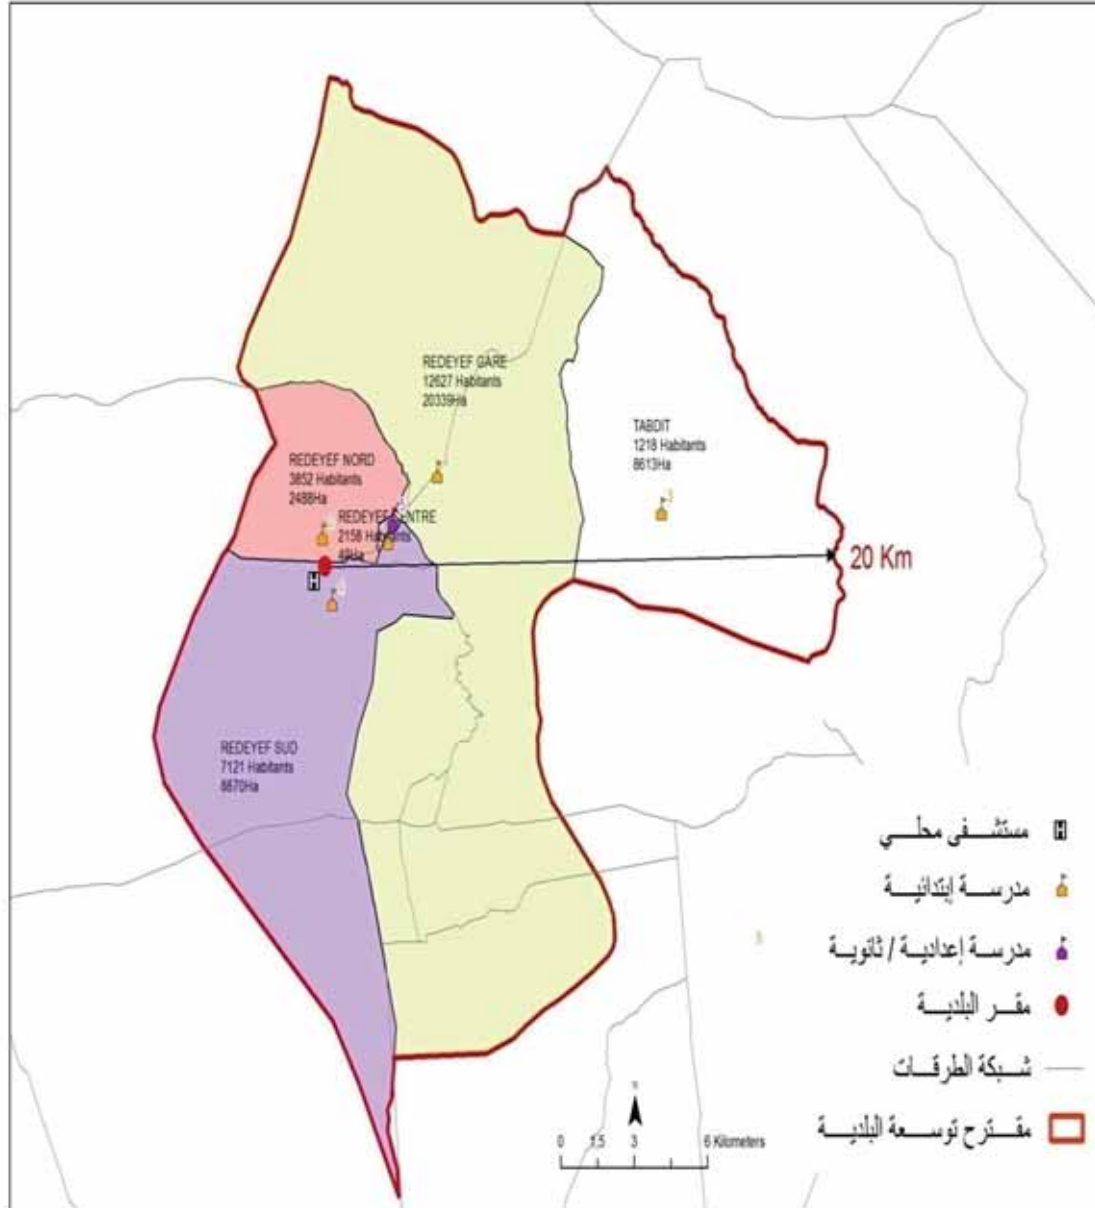 REDEYEF GARE
12627 Habitants
20339Ha
TABDIT
1218 Habitants
8613Ha
REDEYEF NORD
3852 Habitants
2488Ha
REDEYEF CENTRE
2158 Habitants
20 Km
REDEYEF SUD
7121 Habitants
8870Ha
مستشفى محلي
مدرسة إبتدائية
مدرسة إعدادية / ثانوية
مقر البلدية
شبكة الطرقات
مقترح توسعة البلدية
N
0 1,5 3 6 Kilometers